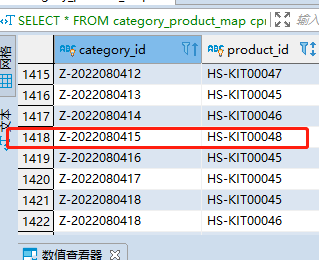 SELECT * FROM category_product_map cpr
输入
网格
文本
category_id product_id
1415 Z-2022080412 HS-KIT00047
1416 Z-2022080413 HS-KIT00045
1417 Z-2022080414 HS-KIT00046
1418 Z-2022080415 HS-KIT00048
1419 Z-2022080416 HS-KIT00045
1420 Z-2022080417 HS-KIT00045
1421 Z-2022080418 HS-KIT00045
1422 Z-2022080418 HS-KIT00046
数值查看器